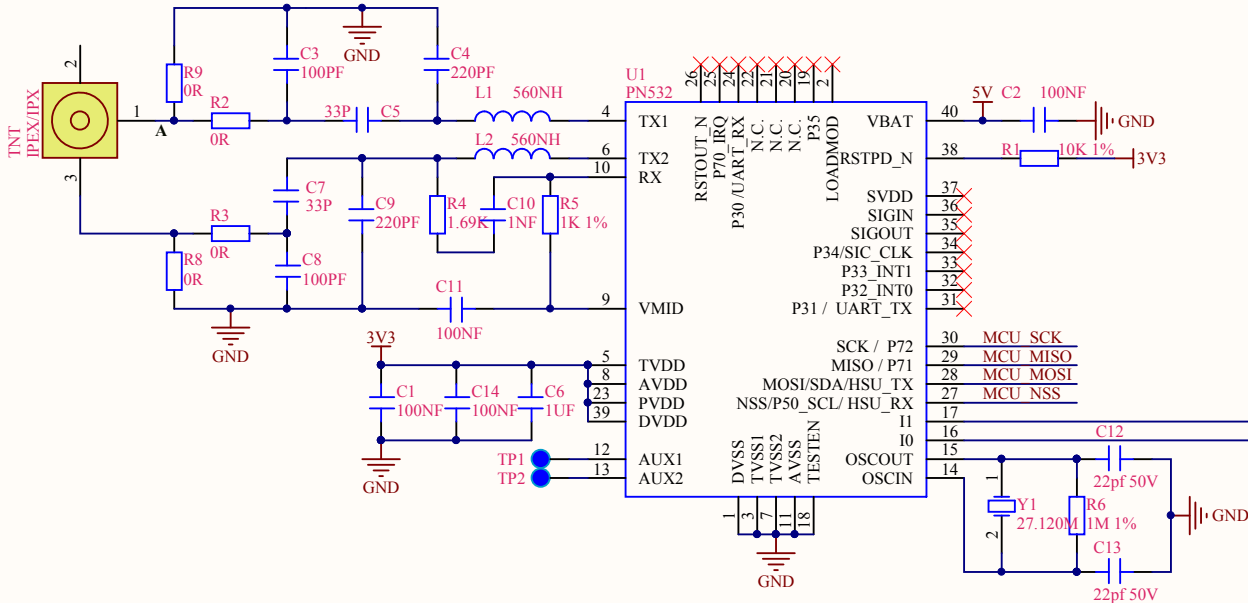 GND
C3
100PF
C4
220PF
R9
0R
R2
0R
33P
C5
L1
560NH
2
1
3
A
TNT
IPEX/IPX
L2
560NH
C7
33P
R3
0R
R8
0R
C8
100PF
C9
220PF
R4
1.69K
C10
1NF
R5
1K 1%
C11
100NF
GND
3V3
C1
100NF
C14
100NF
C6
1UF
GND
TP1
TP2
U1
PN532
4
TX1
6
TX2
10
RX
9
VMID
5
TVDD
8
AVDD
23
PVDD
39
DVDD
12
AUX1
13
AUX2
26
RSTOUT_N
25
P70_IRQ
24
P30 /UART_RX
22
N.C.
21
N.C.
20
N.C.
19
P35
2
LOADMOD
VBAT
40
RSTPD_N
38
SVDD
37
SIGIN
36
SIGOUT
35
P34/SIC_CLK
34
P33_INT1
33
P32_INT0
32
P31 / UART_TX
31
SCK / P72
30
MCU_SCK
MISO / P71
29
MCU_MISO
MOSI/SDA/HSU_TX
28
MCU_MOSI
NSS/P50_SCL/ HSU_RX
27
MCU_NSS
I1
17
I0
16
OSCOUT
15
OSCIN
14
DVSS
1
TVSS1
3
TVSS2
7
AVSS
11
TESTEN
18
GND
5V
C2
100NF
GND
R1
10K 1%
3V3
C12
22pf 50V
1
2
Y1
27.120M
R6
1M 1%
C13
22pf 50V
GND